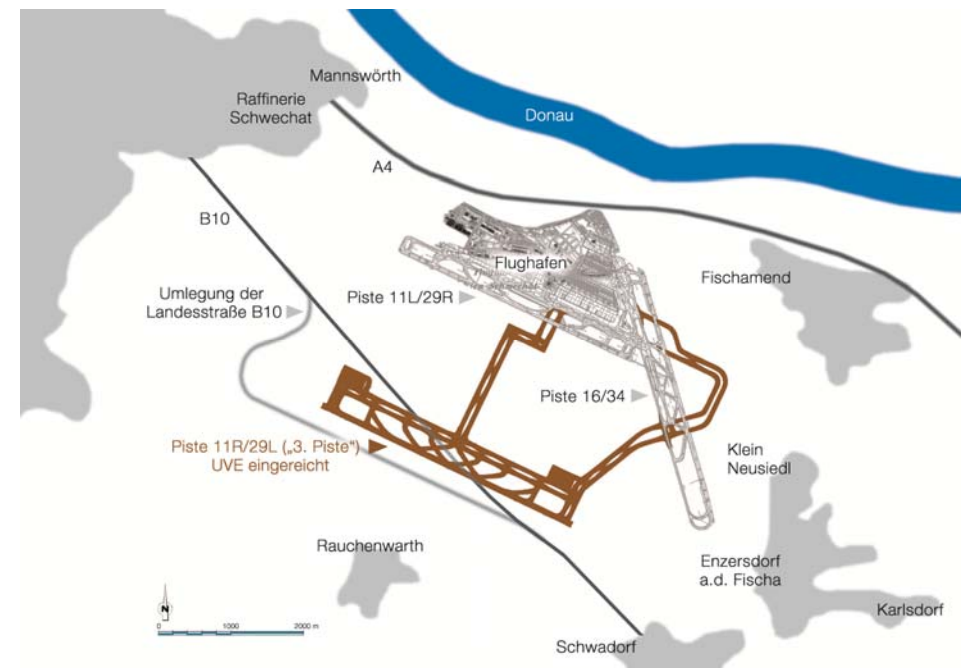 Mannswörth
Raffinerie
Schwechat
Donau
A4
B10
Flughafen
Fischamend
Umlegung der
Landesstraße B10
Piste 11L/29R
Piste 16/34
Piste 11R/29L („3. Piste“)
UVE eingereicht
Klein
Neusiedl
Rauchenwarth
Enzersdorf
a.d. Fischa
Karlsdorf
Schwadorf
N
0 1000 2000 m